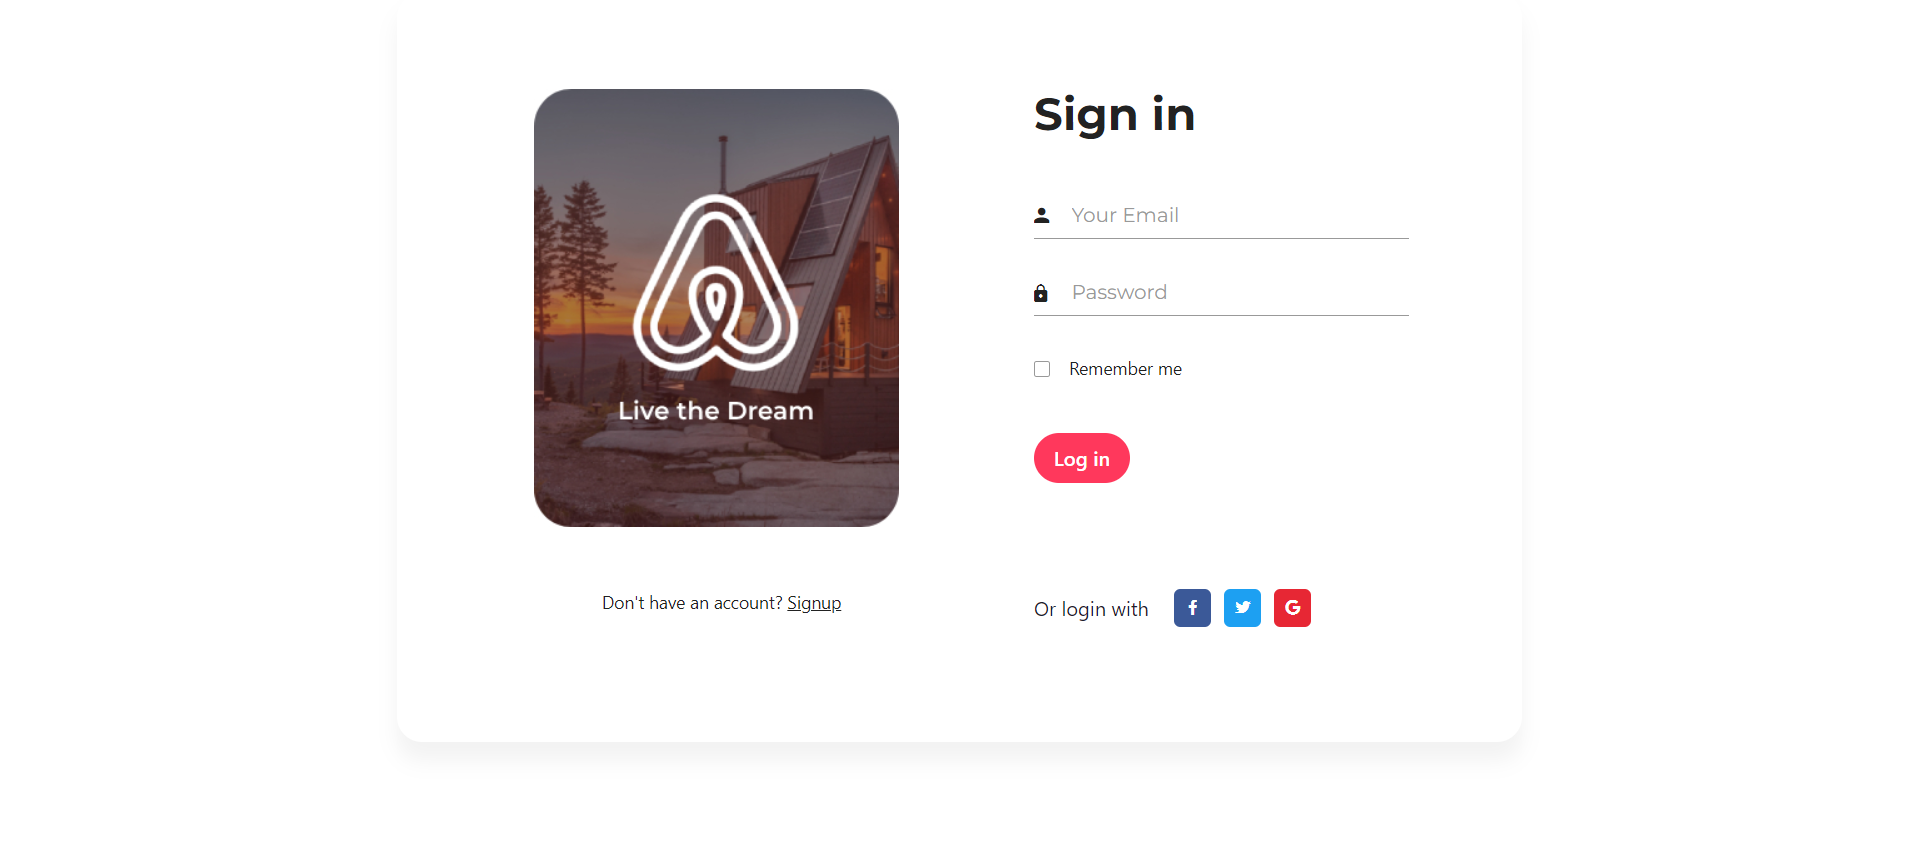 Live the Dream
Don't have an account? Signup
Sign in
Your Email
Password
Remember me
Log in
Or login with